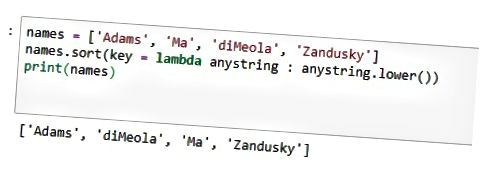 :
names = ['Adams', 'Ma', 'diMeola', 'Zandusky']
names.sort(key = lambda anystring : anystring.lower())
print(names)
['Adams', 'diMeola', 'Ma', 'Zandusky']